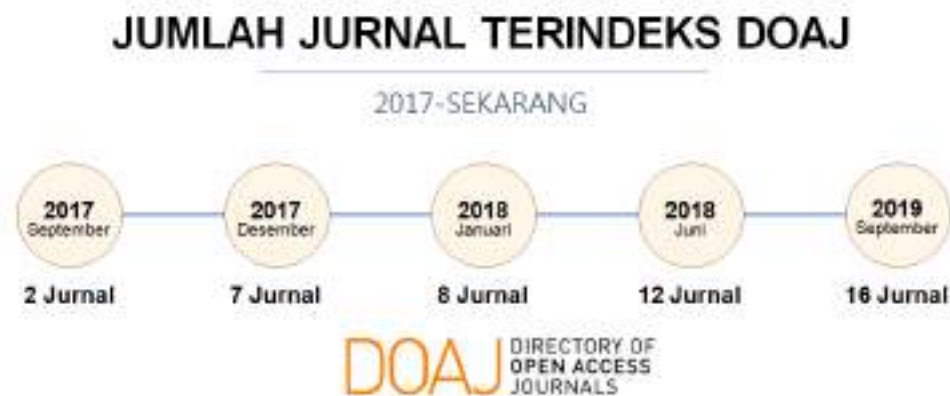 JUMLAH JURNAL TERINDEKS DOAJ
2017-SEKARANG
2017
September
2 Jurnal
2017
Desember
7 Jurnal
2018
Januari
8 Jurnal
2018
Juni
12 Jurnal
2019
September
16 Jurnal
DOAJ
DIRECTORY OF
OPEN ACCESS
JOURNALS